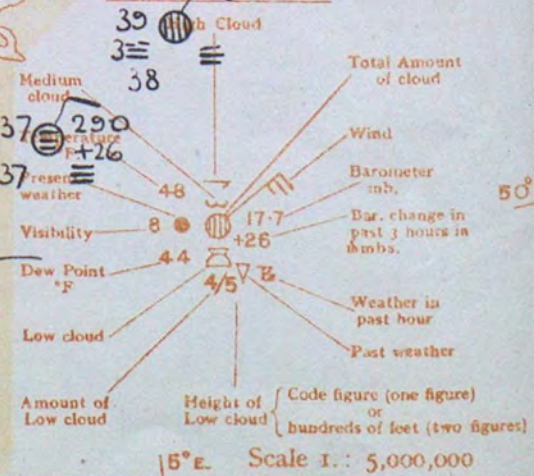 39
High Cloud
3
38
Total Amount
of cloud
Medium
cloud
37 290
Temperature
°F
+26
Wind
37
Present
weather
48
Barometer
mb.
50°
Visibility
8
17.7
+26
Bar. change in
past 3 hours in
mbs.
Dew Point
°F
44
4/5
Low cloud
Weather in
past hour
Past weather
Amount of
Low cloud
Height of
Low cloud
Code figure (one figure)
or
hundreds of feet (two figures)
15°E. Scale 1 : 5,000,000